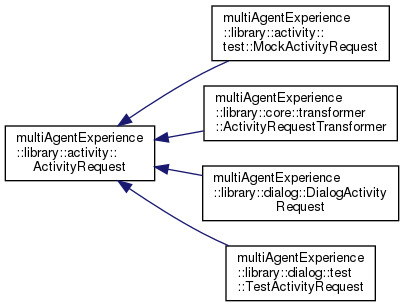 multiAgentExperience
::library::activity::
test::MockActivityRequest
multiAgentExperience
::library::core::transformer
::ActivityRequestTransformer
multiAgentExperience
::library::activity::
ActivityRequest
multiAgentExperience
::library::dialog::DialogActivity
Request
multiAgentExperience
::library::dialog::test
::TestActivityRequest